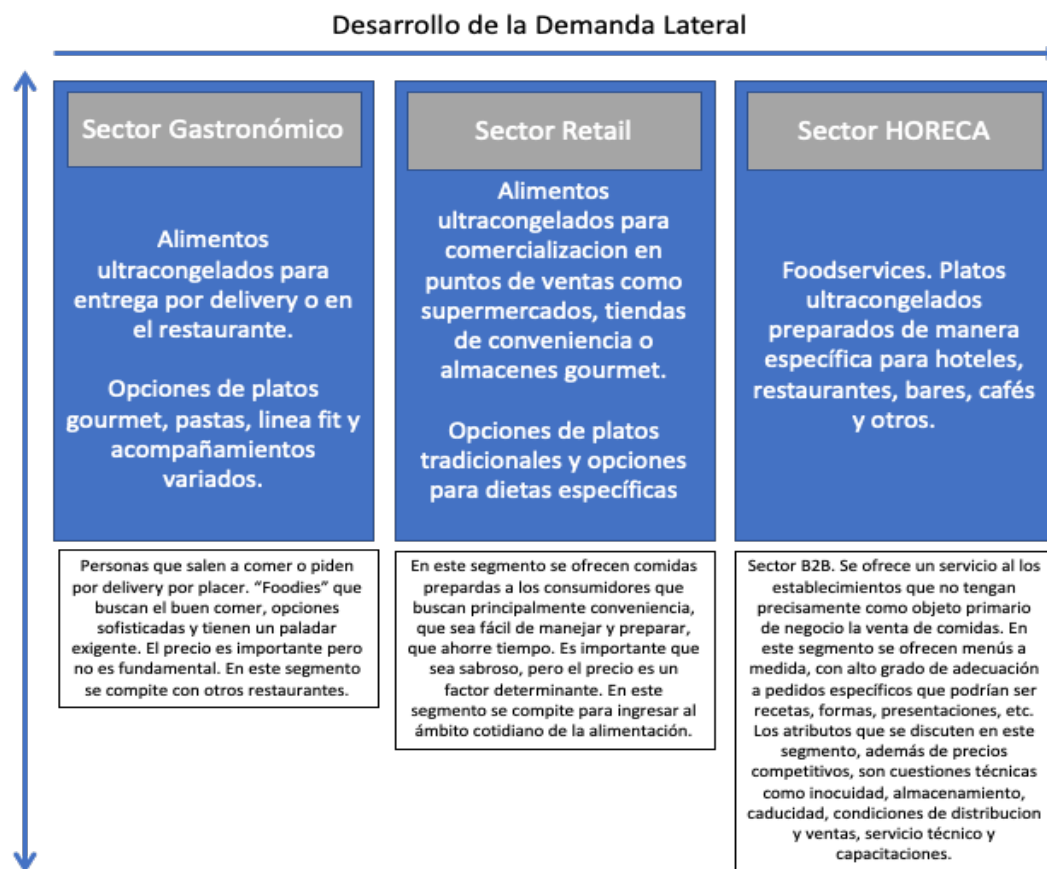 Desarrollo de la Demanda Lateral
Sector Gastronómico
Alimentos
ultracongelados para
entrega por delivery o en
el restaurante.
Opciones de platos
gourmet, pastas, linea fit y
acompañamientos
variados.
Personas que salen a comer o piden
por delivery por placer. “Foodies” que
buscan el buen comer, opciones
sofisticadas y tienen un paladar
exigente. El precio es importante pero
no es fundamental. En este segmento
se compite con otros restaurantes.
Sector Retail
Alimentos
ultracongelados para
comercializacion en
puntos de ventas como
supermercados, tiendas
de conveniencia o
almacenes gourmet.
Opciones de platos
tradicionales y opciones
para dietas específicas
En este segmento se ofrecen comidas
prepardas a los consumidores que
buscan principalmente conveniencia,
que sea fácil de manejar y preparar,
que ahorre tiempo. Es importante que
sea sabroso, pero el precio es un
factor determinante. En este
segmento se compite para ingresar al
ámbito cotidiano de la alimentación.
Sector HORECA
Foodservices. Platos
ultracongelados
preparados de manera
específica para hoteles,
restaurantes, bares, cafés
y otros.
Sector B2B. Se ofrece un servicio al los
establecimientos que no tengan
precisamente como objeto primario
de negocio la venta de comidas. En
este segmento se ofrecen menús a
medida, con alto grado de adecuación
a pedidos específicos que podrían ser
recetas, formas, presentaciones, etc.
Los atributos que se discuten en este
segmento, además de precios
competitivos, son cuestiones técnicas
como inocuidad, almacenamiento,
caducidad, condiciones de distribucion
y ventas, servicio técnico y
capacitaciones.